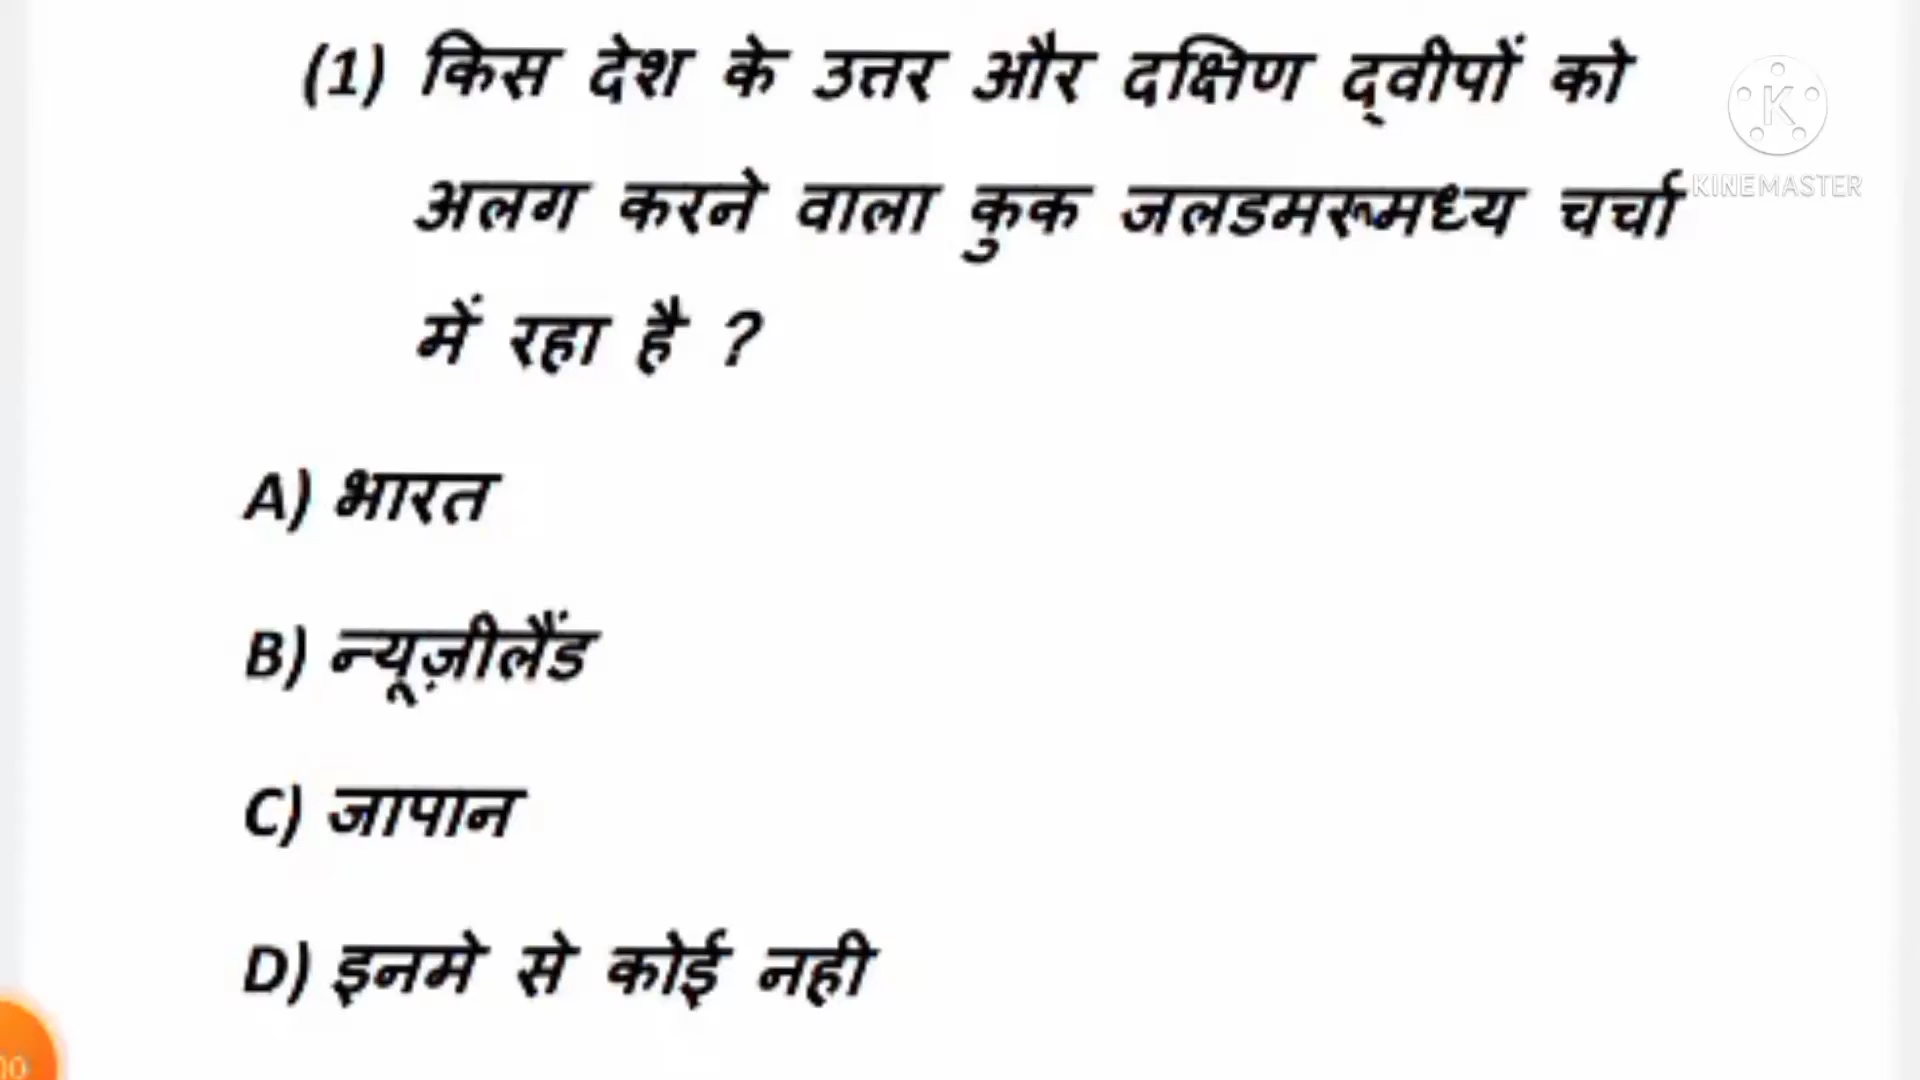 (1) किस देश के उत्तर और दक्षिण द्वीपों को
अलग करने वाला कुक जलडमरूमध्य चर्चा
में रहा है ?
A) भारत
B) न्यूज़ीलैंड
C) जापान
D) इनमे से कोई नही
K
KINEMASTER